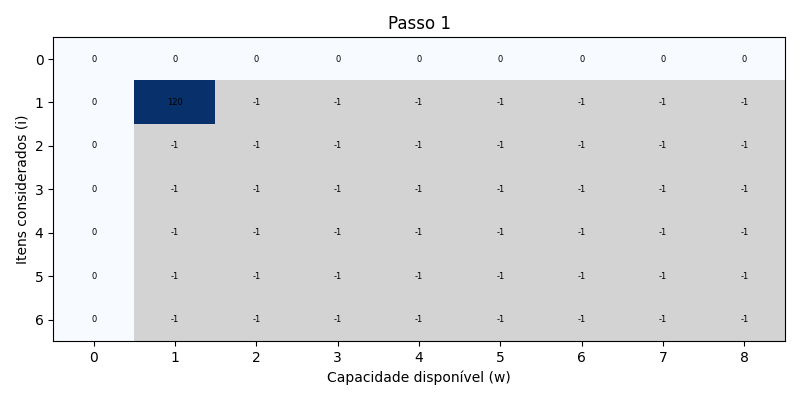 Passo 1
Itens considerados (i)
0 0 0 0 0 0 0 0 0 0
1 0 120 -1 -1 -1 -1 -1 -1 -1
2 0 -1 -1 -1 -1 -1 -1 -1 -1
3 0 -1 -1 -1 -1 -1 -1 -1 -1
4 0 -1 -1 -1 -1 -1 -1 -1 -1
5 0 -1 -1 -1 -1 -1 -1 -1 -1
6 0 -1 -1 -1 -1 -1 -1 -1 -1
0 1 2 3 4 5 6 7 8
Capacidade disponível (w)